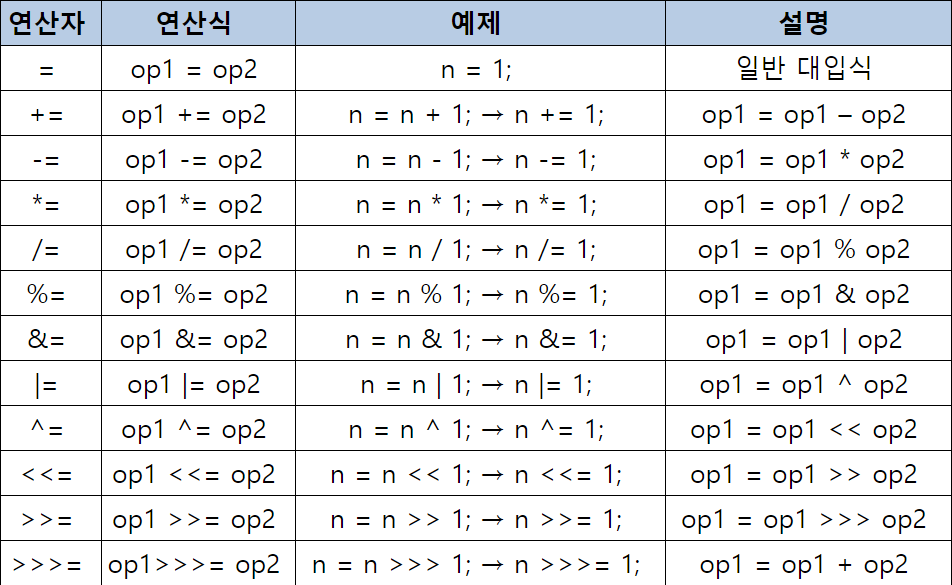 연산자 연산식 예제 설명
= op1 = op2 n = 1; 일반 대입식
+= op1 += op2 n = n + 1; → n += 1; op1 = op1 – op2
-= op1 -= op2 n = n - 1; → n -= 1; op1 = op1 * op2
*= op1 *= op2 n = n * 1; → n *= 1; op1 = op1 / op2
/= op1 /= op2 n = n / 1; → n /= 1; op1 = op1 % op2
%= op1 %= op2 n = n % 1; → n %= 1; op1 = op1 & op2
&= op1 &= op2 n = n & 1; → n &= 1; op1 = op1 | op2
|= op1 |= op2 n = n | 1; → n |= 1; op1 = op1 ^ op2
^= op1 ^= op2 n = n ^ 1; → n ^= 1; op1 = op1 << op2
<<= op1 <<= op2 n = n << 1; → n <<= 1; op1 = op1 >> op2
>>= op1 >>= op2 n = n >> 1; → n >>= 1; op1 = op1 >>> op2
>>>= op1>>>= op2 n = n >>> 1; → n >>>= 1; op1 = op1 + op2